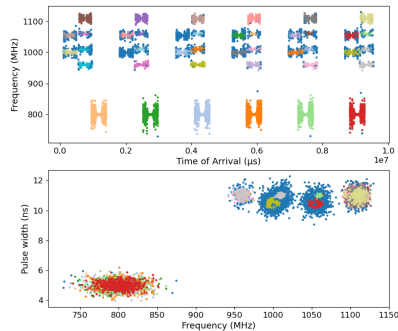 1100
1000
900
800
Frequency (MHz)
0.0 0.2 0.4 0.6 0.8 1.0
1e7
Time of Arrival (μs)
12
10
8
6
4
Pulse width (ns)
750 800 850 900 950 1000 1050 1100 1150
Frequency (MHz)